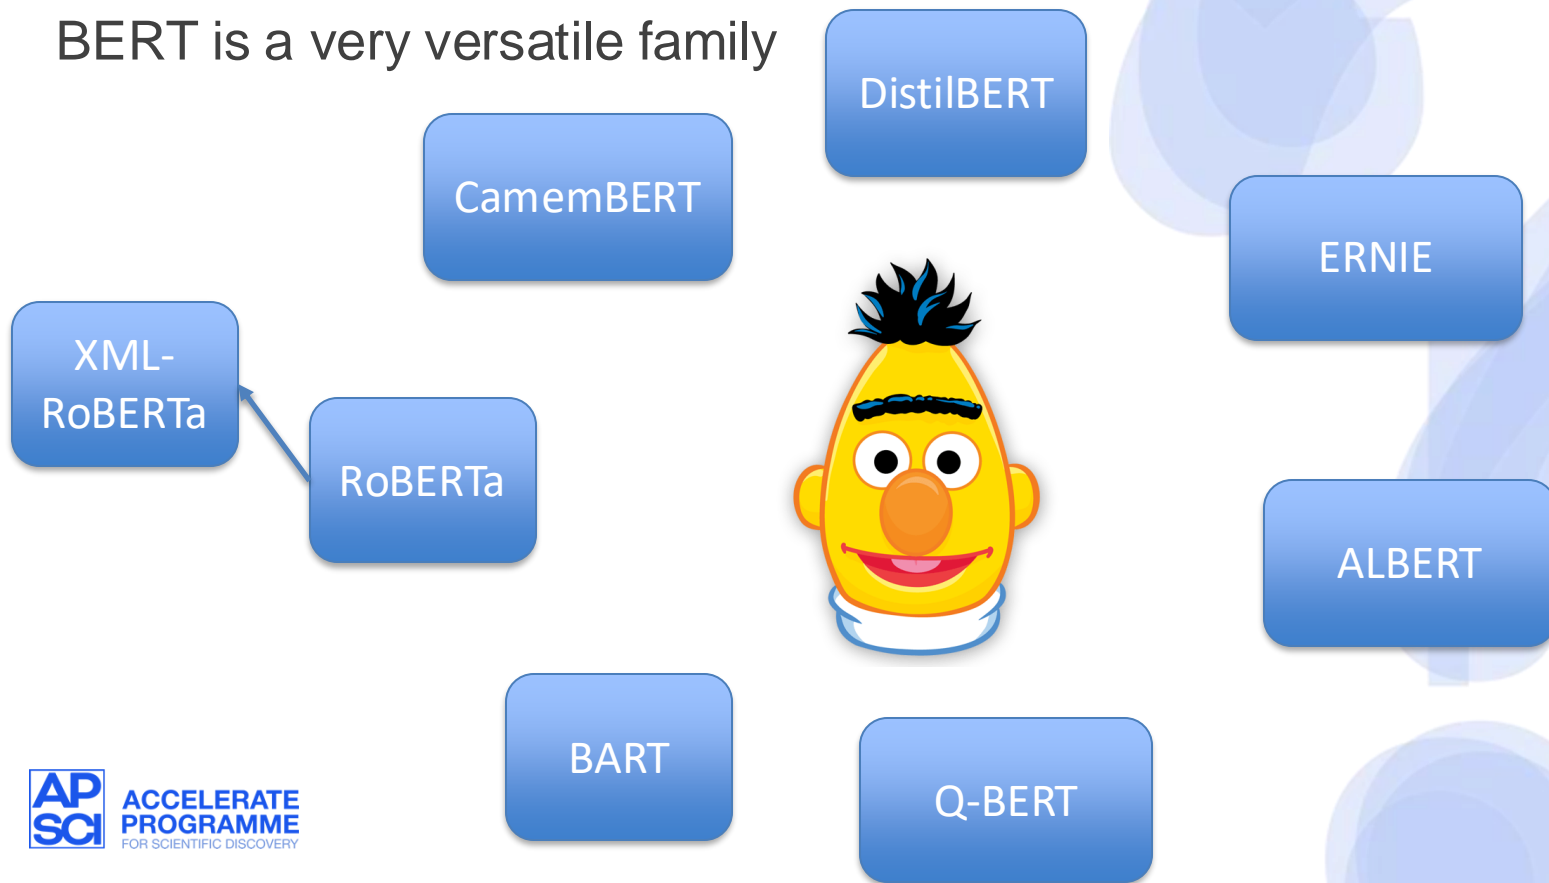 BERT is a very versatile family
DistilBERT
CamemBERT
ERNIE
XML-
RoBERTa
RoBERTa
ALBERT
BART
Q-BERT
AP
SCI
ACCELERATE
PROGRAMME
FOR SCIENTIFIC DISCOVERY